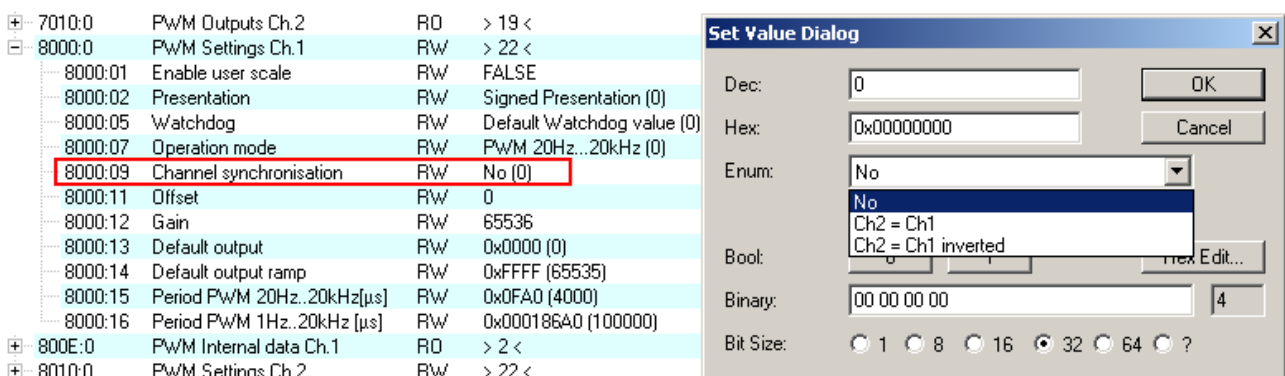 7010:0 PWM Outputs Ch.2 RO > 19 <
8000:0 PWM Settings Ch.1 RW > 22 <
8000:01 Enable user scale RW FALSE
8000:02 Presentation RW Signed Presentation (0)
8000:05 Watchdog RW Default Watchdog value (0)
8000:07 Operation mode RW PWM 20Hz...20kHz (0)
8000:09 Channel synchronisation RW No (0)
8000:11 Offset RW 0
8000:12 Gain RW 65536
8000:13 Default output RW 0x0000 (0)
8000:14 Default output ramp RW 0xFFFF (65535)
8000:15 Period PWM 20Hz..20kHz[µs] RW 0x0FA0 (4000)
8000:16 Period PWM 1Hz..20kHz [µs] RW 0x000186A0 (100000)
800E:0 PWM Internal data Ch.1 RO > 2 <
8010:0 PWM Settings Ch.2 RW > 22 <
Set Value Dialog
Dec: 0 OK
Hex: 0x00000000 Cancel
Enum: No
No
Ch2 = Ch1
Ch2 = Ch1 inverted
Bool: 0 1 Hex Edit...
Binary: 00 00 00 00 4
Bit Size: 1 8 16 32 64 ?